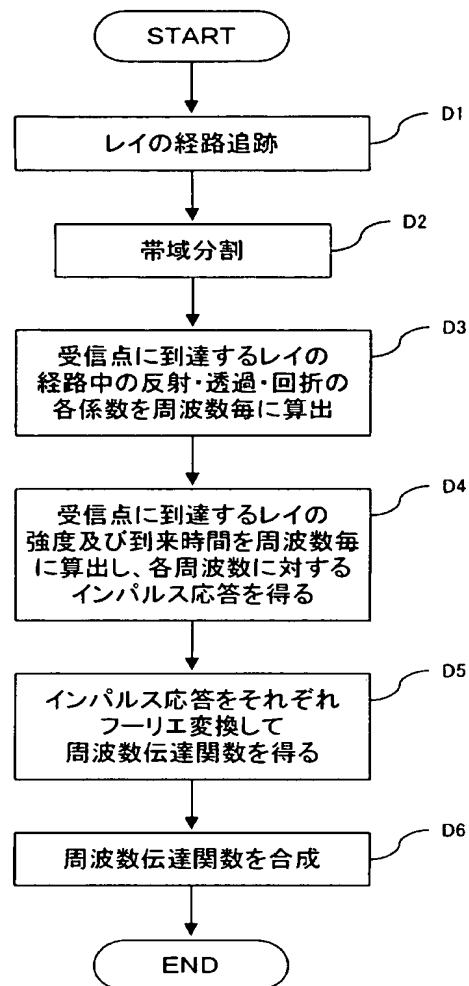 START
D1
レイの経路追跡
D2
帯域分割
D3
受信点に到達するレイの
経路中の反射・透過・回折の
各係数を周波数毎に算出
D4
受信点に到達するレイの
強度及び到来時間を周波数毎
に算出し、各周波数に対する
インパルス応答を得る
D5
インパルス応答をそれぞれ
フーリエ変換して
周波数伝達関数を得る
D6
周波数伝達関数を合成
END